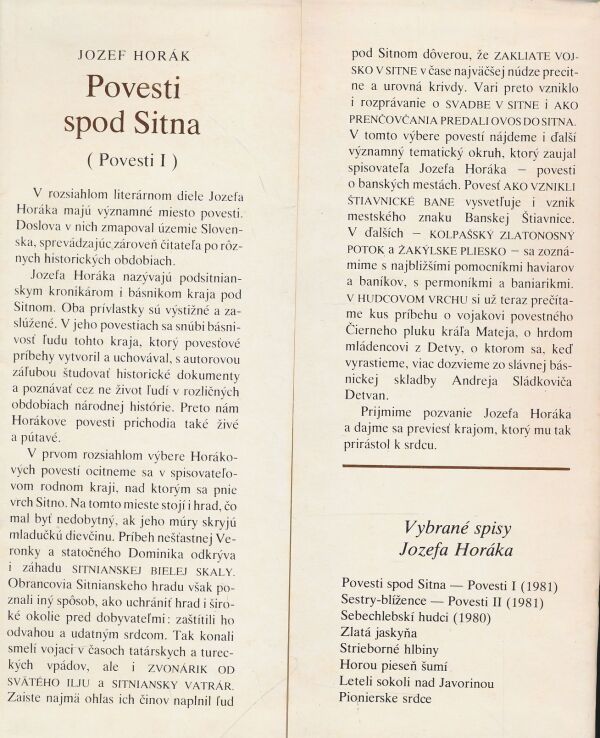 JOZEF HORÁK
Povesti
spod Sitna
( Povesti I )
V rozsiahlom literárnom diele Jozefa
Horáka majú významné miesto povesti.
Doslova v nich zmapoval územie Sloven-
ska, sprevádzajúc zároveň čitateľa po rôz-
nych historických obdobiach.
Jozefa Horáka nazývajú podsitnian-
skym kronikárom i básnikom kraja pod
Sitnom. Oba prívlastky sú výstižné a za-
slúžené. V jeho povestiach sa snúbi básni-
vosť ľudu tohto kraja, ktorý povesťové
príbehy vytvoril a uchovával, s autorovou
záľubou študovať historické dokumenty
a poznávať cez ne život ľudí v rozličných
obdobiach národnej histórie. Preto nám
Horákove povesti prichodia také živé
a pútavé.
V prvom rozsiahlom výbere Horáko-
vých povestí ocitneme sa v spisovateľo-
vom rodnom kraji, nad ktorým sa pnie
vrch Sitno. Na tomto mieste stojí i hrad, čo
mal byť nedobytný, ak jeho múry skryjú
mladučkú dievčinu. Príbeh nešťastnej Ve-
ronky a statočného Dominika odkrýva
i záhadu SITNIANSKEJ BIELEJ SKALY.
Obrancovia Sitnianskeho hradu však po-
znali iný spôsob, ako uchrániť hrad i širo-
ké okolie pred dobyvateľmi: zaštítili ho
odvahou a udatným srdcom. Tak konali
smelí vojaci v časoch tatárskych a turec-
kých vpádov, ale i ZVONÁRIK OD
SVÄTÉHO ILJU a SITNIANSKY VATRÁR.
Zaiste najmä ohlas ich činov naplnil ľud
pod Sitnom dôverou, že ZAKLIATE VOJ-
SKO V SITNE v čase najväčšej núdze precit-
ne a urovná krivdy. Vari preto vzniklo
i rozprávanie o SVADBE V SITNE i AKO
PRENČOVČANIA PREDALI OVOS DO SITNA.
V tomto výbere povestí nájdeme i ďalší
významný tematický okruh, ktorý zaujal
spisovateľa Jozefa Horáka – povesti
o banských mestách. Povesť AKO VZNIKLI
ŠTIAVNICKÉ BANE vysvetľuje i vznik
mestského znaku Banskej Štiavnice.
V ďalších – KOLPAŠSKÝ ZLATONOSNÝ
POTOK a ŽAKÝLSKE PLIESKO – sa zozná-
mime s najbližšími pomocníkmi haviarov
a baníkov, s permoníkmi a baniarikmi.
V HUDCOVOM VRCHU si už teraz prečíta-
me kus príbehu o vojakovi povestného
Čierneho pluku kráľa Mateja, o hrdom
mládencovi z Detvy, o ktorom sa, keď
vyrastieme, viac dozvieme zo slávnej bás-
nickej skladby Andreja Sládkoviča
Detvan.
Prijmime pozvanie Jozefa Horáka
a dajme sa previesť krajom, ktorý mu tak
prirástol k srdcu.
Vybrané spisy
Jozefa Horáka
Povesti spod Sitna — Povesti I (1981)
Sestry-blížence — Povesti II (1981)
Sebechlebskí hudci (1980)
Zlatá jaskyňa
Strieborné hlbiny
Horou pieseň šumí
Leteli sokoli nad Javorinou
Pionierske srdce